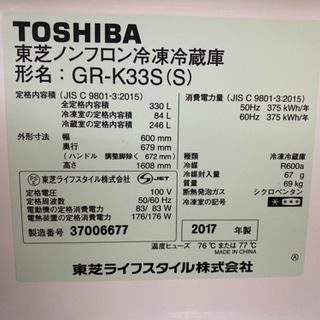 TOSHIBA
東芝ノンフロン冷凍冷蔵庫
形名：GR-K33S(S)
定格内容積（JIS C 9801-3:2015）
全定格内容積 330 L
冷凍室の定格内容積 84 L
冷蔵室の定格内容積 246 L
外形寸法 幅 600 mm
奥行 679 mm
（ハンドル 調整脚除く 672 mm）
高さ 1608 mm
東芝ライフスタイル株式会社 S JET
定格電圧 100 V
定格周波数 50/60 Hz
電動機の定格消費電力 83/ 83 W
電熱装置の定格消費電力 176/176 W
製造番号 37006677
消費電力量（JIS C 9801-3:2015）
50Hz 375 kWh/年
60Hz 375 kWh/年
種類 冷凍冷蔵庫
冷媒 R600a
冷媒封入量 67 g
質量 69 kg
断熱発泡ガス シクロペンタン
冷凍室の記号
2017 年製
温度ヒューズ 76℃ または 77℃
MADE IN CHINA
東芝ライフスタイル株式会社
A